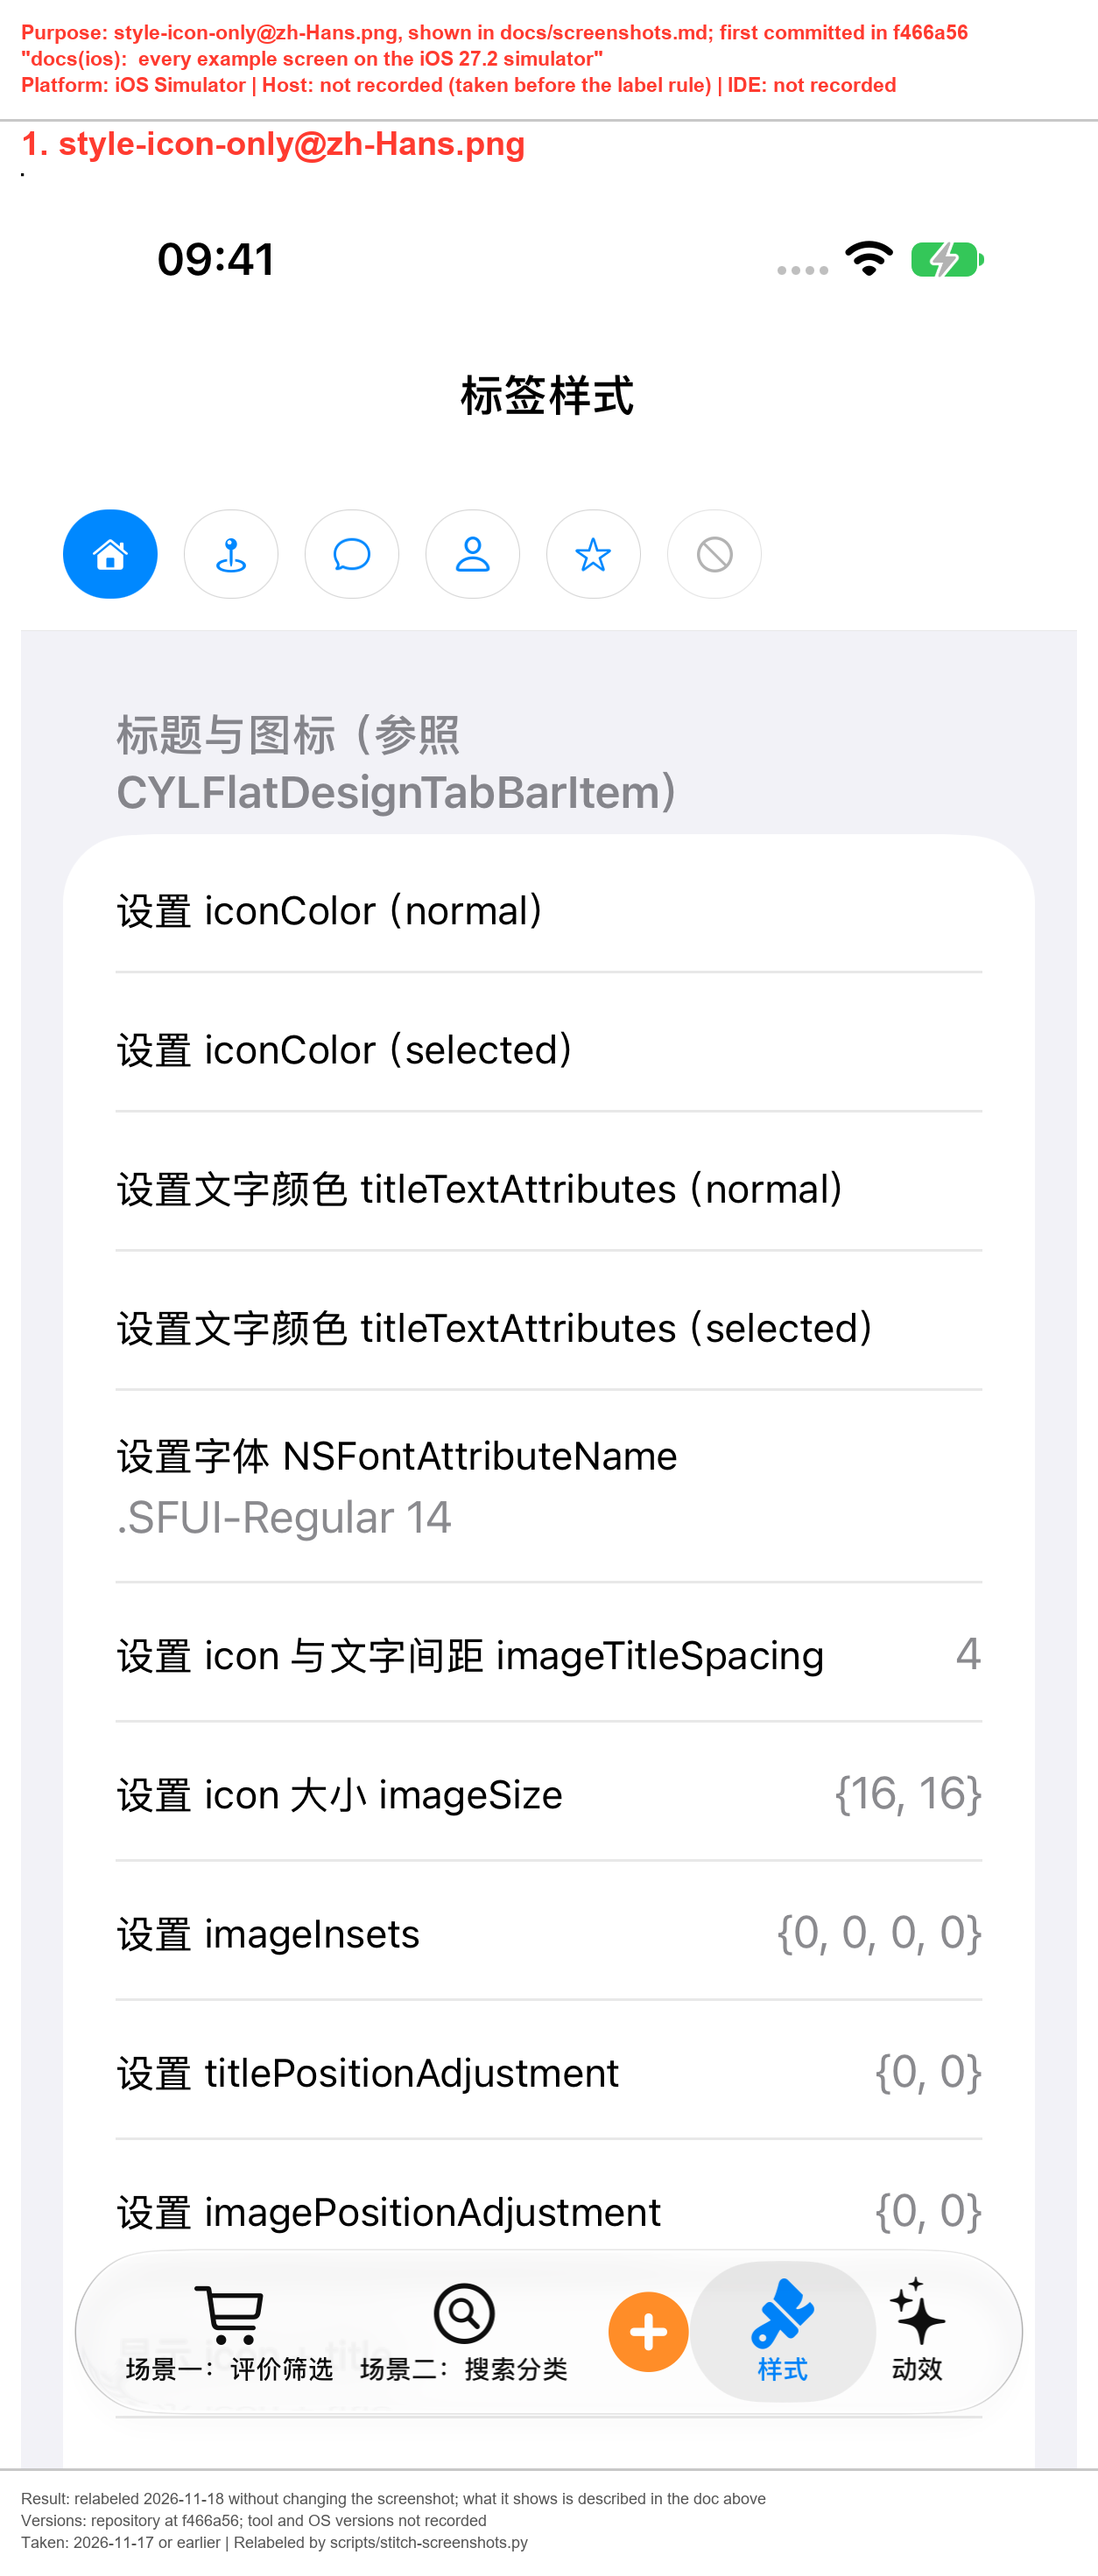 Purpose: style-icon-only@zh-Hans.png, shown in docs/screenshots.md; first committed in f466a56
"docs(ios):  every example screen on the iOS 27.2 simulator"
Platform: iOS Simulator | Host: not recorded (taken before the label rule) | IDE: not recorded
1. style-icon-only@zh-Hans.png
09:41
标签样式
标题与图标（参照
CYLFlatDesignTabBarItem）
设置 iconColor（normal）
设置 iconColor（selected）
设置文字颜色 titleTextAttributes（normal）
设置文字颜色 titleTextAttributes（selected）
设置字体 NSFontAttributeName
.SFUI-Regular 14
设置 icon 与文字间距 imageTitleSpacing 4
设置 icon 大小 imageSize {16, 16}
设置 imageInsets {0, 0, 0, 0}
设置 titlePositionAdjustment {0, 0}
设置 imagePositionAdjustment {0, 0}
场景一：评价筛选 场景二：搜索分类 样式 动效
Result: relabeled 2026-11-18 without changing the screenshot; what it shows is described in the doc above
Versions: repository at f466a56; tool and OS versions not recorded
Taken: 2026-11-17 or earlier | Relabeled by scripts/stitch-screenshots.py